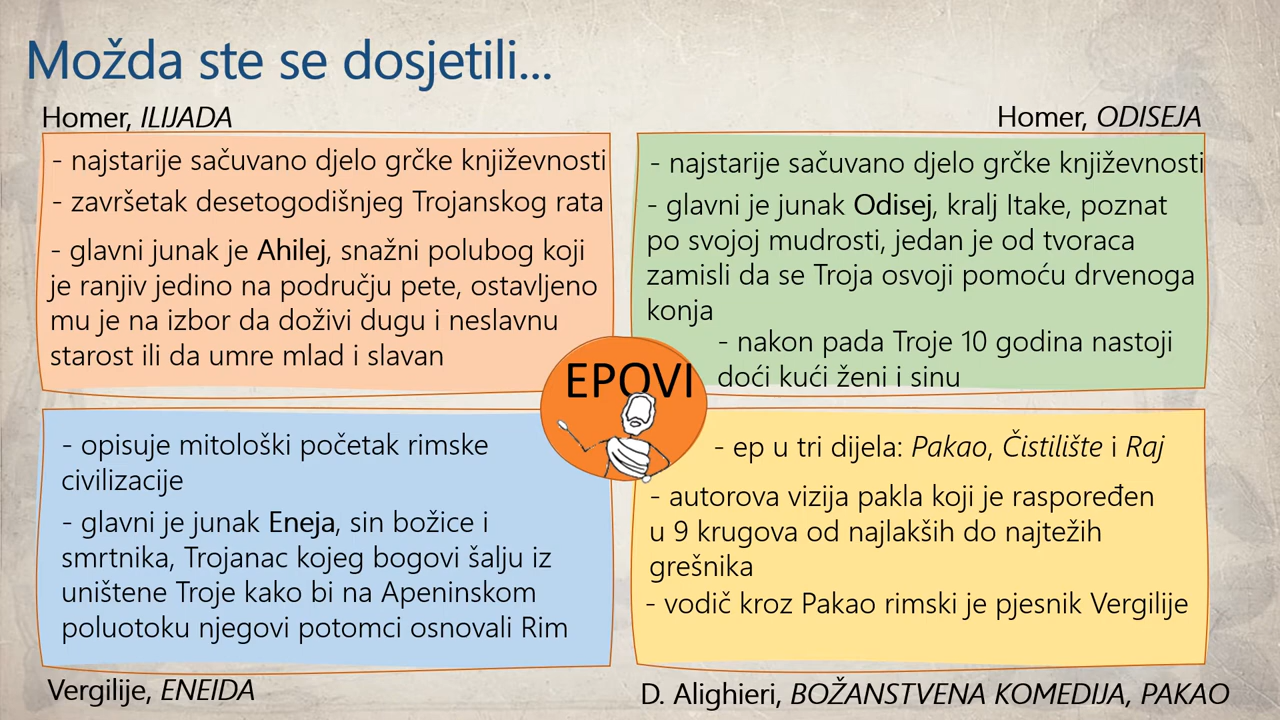 Možda ste se dosjetili...
Homer, ILIJADA
- najstarije sačuvano djelo grčke književnosti
- završetak desetogodišnjeg Trojanskog rata
- glavni junak je Ahilej, snažni polubog koji
je ranjiv jedino na području pete, ostavljeno
mu je na izbor da doživi dugu i neslavnu
starost ili da umre mlad i slavan
Homer, ODISEJA
- najstarije sačuvano djelo grčke književnosti
- glavni je junak Odisej, kralj Itake, poznat
po svojoj mudrosti, jedan je od tvoraca
zamisli da se Troja osvoji pomoću drvenoga
konja
- nakon pada Troje 10 godina nastoji
doći kući ženi i sinu
EPOVI
- opisuje mitološki početak rimske
civilizacije
- glavni je junak Eneja, sin božice i
smrtnika, Trojanac kojeg bogovi šalju iz
uništene Troje kako bi na Apeninskom
poluotoku njegovi potomci osnovali Rim
Vergilije, ENEIDA
- ep u tri dijela: Pakao, Čistilište i Raj
- autorova vizija pakla koji je raspoređen
u 9 krugova od najlakših do najtežih
grešnika
- vodič kroz Pakao rimski je pjesnik Vergilije
D. Alighieri, BOŽANSTVENA KOMEDIJA, PAKAO